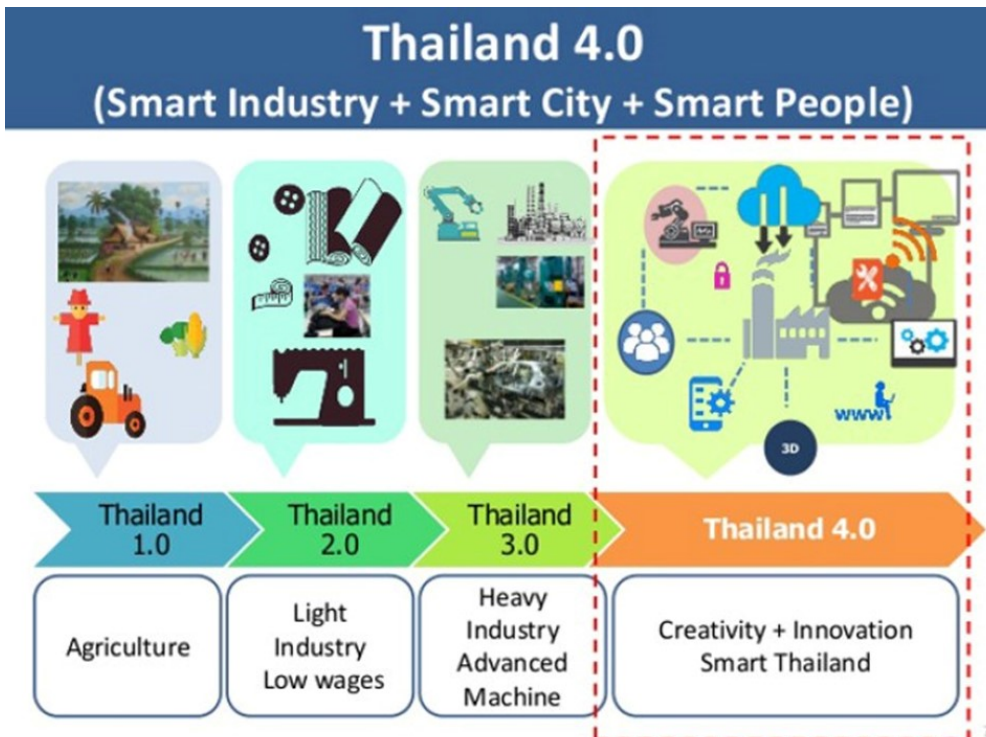 Thailand 4.0
(Smart Industry + Smart City + Smart People)
www
3D
Thailand
1.0
Thailand
2.0
Thailand
3.0
Thailand 4.0
Agriculture
Light
Industry
Low wages
Heavy
Industry
Advanced
Machine
Creativity + Innovation
Smart Thailand